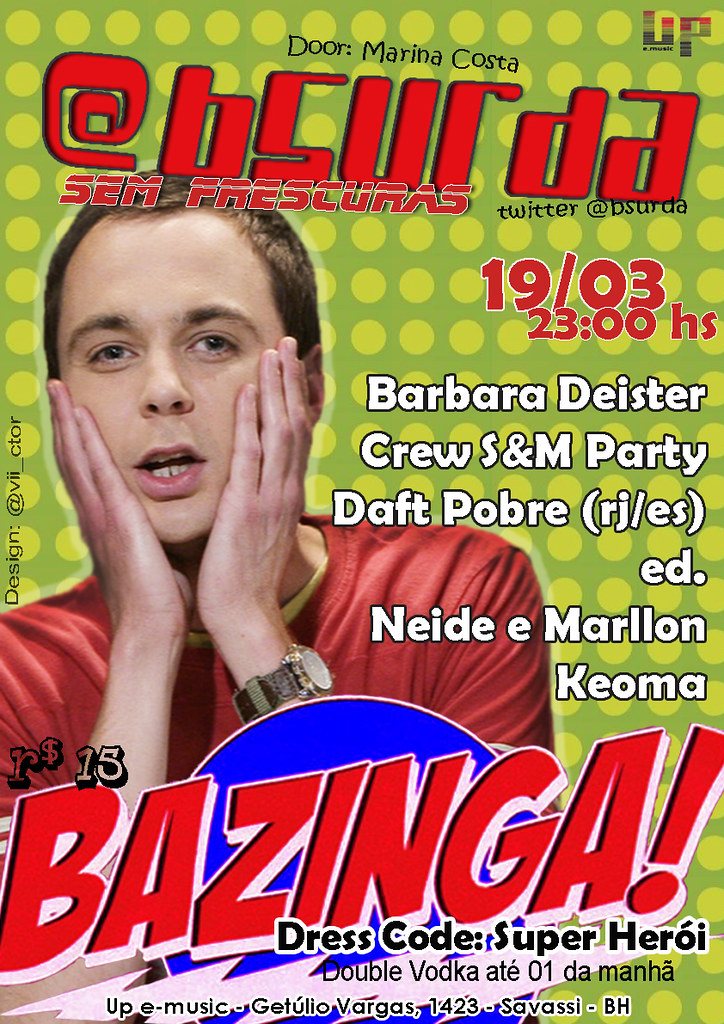 UP
e.music
Door: Marina Costa
@bsurda
SEM FRESCURAS
twitter @bsurda
19/03
23:00 hs
Barbara Deister
Crew S&M Party
Daft Pobre (rj/es)
ed.
Neide e Marllon
Keoma
Design: @vii_ctor
r$ 15
BAZINGA!
Dress Code: Super Herói
Double Vodka até 01 da manhã
Up e-music - Getúlio Vargas, 1423 - Savassi - BH